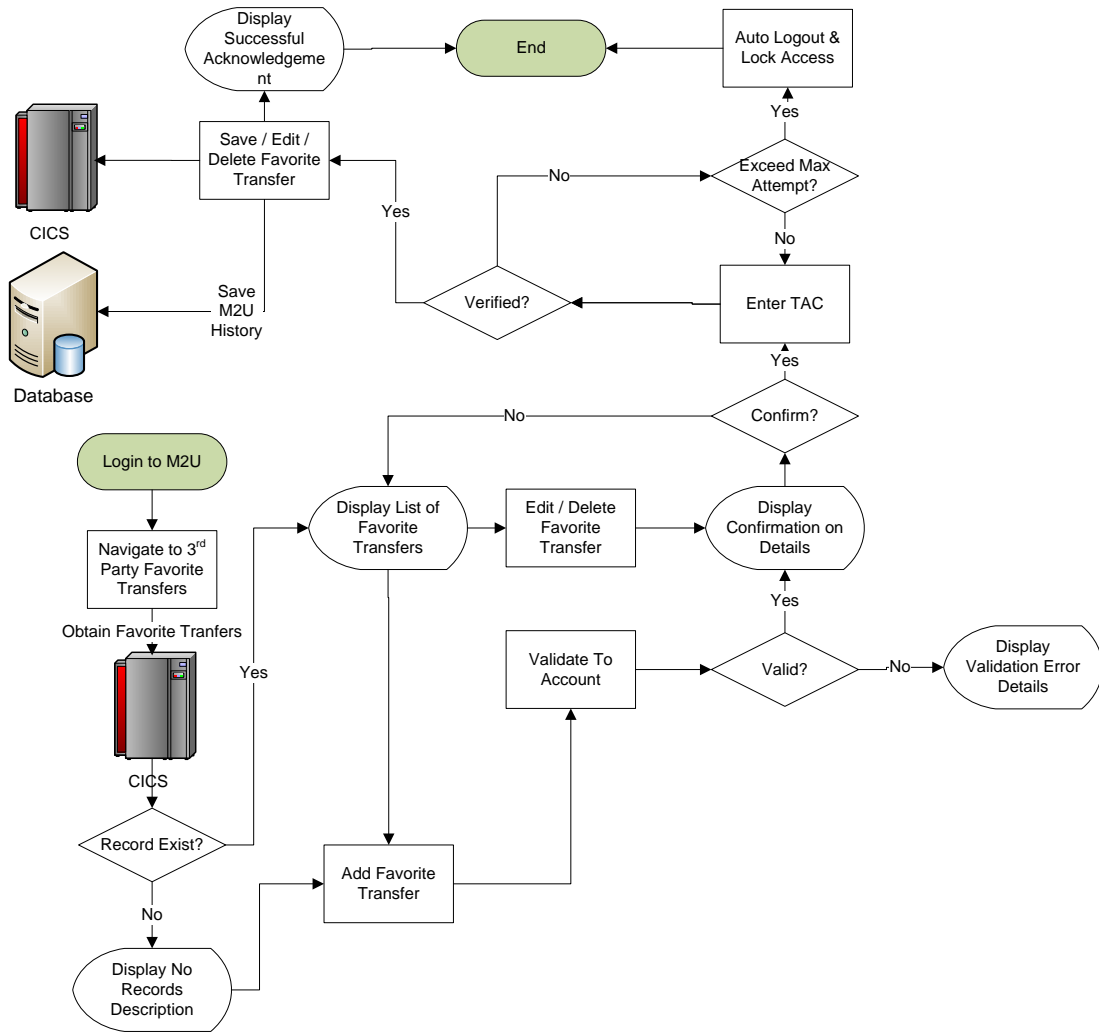 Display
Successful
Acknowledgeme
nt
End
Auto Logout &
Lock Access
Yes
Save / Edit /
Delete Favorite
Transfer
No
Exceed Max
Attempt?
CICS
Yes
No
Save
M2U
History
Verified?
Enter TAC
Database
Yes
No
Confirm?
Login to M2U
Display List of
Favorite
Transfers
Edit / Delete
Favorite
Transfer
Display
Confirmation on
Details
Navigate to 3rd
Party Favorite
Transfers
Obtain Favorite Tranfers
Yes
Yes
Validate To
Account
Valid?
No
Display
Validation Error
Details
CICS
Record Exist?
Add Favorite
Transfer
No
Display No
Records
Description